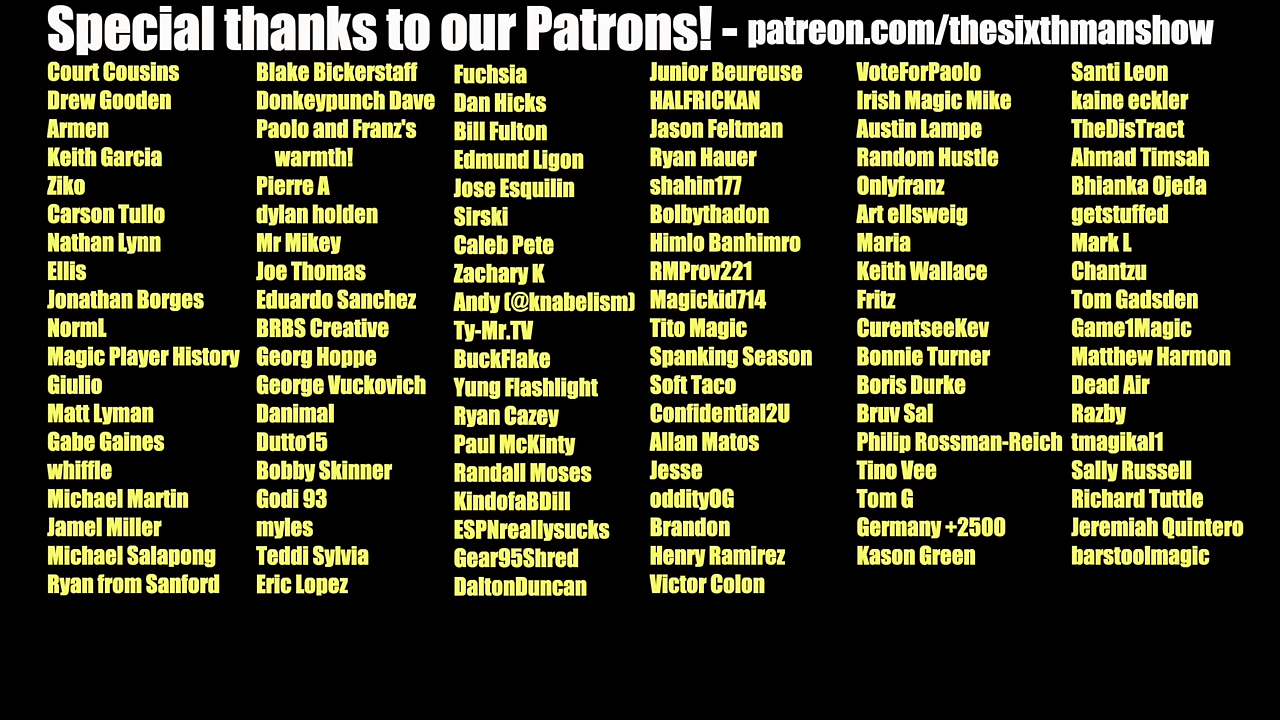 Special thanks to our Patrons! - patreon.com/thesixthmanshow
Court Cousins
Drew Gooden
Armen
Keith Garcia
Ziko
Carson Tullo
Nathan Lynn
Ellis
Jonathan Borges
NormL
Magic Player History
Giulio
Matt Lyman
Gabe Gaines
whiffle
Michael Martin
Jamel Miller
Michael Salapong
Ryan from Sanford
Blake Bickerstaff
Donkeypunch Dave
Paolo and Franz's
warmth!
Pierre A
dylan holden
Mr Mikey
Joe Thomas
Eduardo Sanchez
BRBS Creative
Georg Hoppe
George Vuckovich
Danimal
Dutto15
Bobby Skinner
Godi 93
myles
Teddi Sylvia
Eric Lopez
Fuchsia
Dan Hicks
Bill Fulton
Edmund Ligon
Jose Esquilin
Sirski
Caleb Pete
Zachary K
Andy (@knabelism)
Ty-Mr.TV
BuckFlake
Yung Flashlight
Ryan Cazey
Paul McKinty
Randall Moses
KindofaBDill
ESPNreallysucks
Gear95Shred
DaltonDuncan
Junior Beureuse
HALFRICKAN
Jason Feltman
Ryan Hauer
shahin177
Bolbythadon
Himlo Banhimro
RMProv221
Magickid714
Tito Magic
Spanking Season
Soft Taco
Confidential2U
Allan Matos
Jesse
oddityOG
Brandon
Henry Ramirez
Victor Colon
VoteForPaolo
Irish Magic Mike
Austin Lampe
Random Hustle
Onlyfranz
Art ellsweig
Maria
Keith Wallace
Fritz
CurentseeKev
Bonnie Turner
Boris Durke
Bruv Sal
Philip Rossman-Reich
Tino Vee
Tom G
Germany +2500
Kason Green
Santi Leon
kaine eckler
TheDisTract
Ahmad Timsah
Bhianka Ojeda
getstuffed
Mark L
Chantzu
Tom Gadsden
Game1Magic
Matthew Harmon
Dead Air
Razby
tmagikal1
Sally Russell
Richard Tuttle
Jeremiah Quintero
barstoolmagic